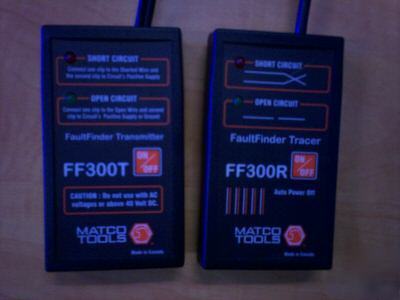 SHORT CIRCUIT
Connect one clip to the Shorted Wire and
the second clip to Circuit's Positive Supply
OPEN CIRCUIT
Connect one clip to the Open Wire and second
clip to Circuit's Positive Supply or Ground
FaultFinder Transmitter
FF300T
ON/OFF
CAUTION : Do not use with AC
voltages or above 40 Volt DC.
MATCO
TOOLS
Made in Canada
SHORT CIRCUIT
OPEN CIRCUIT
FaultFinder Tracer
FF300R
ON/OFF
Auto Power Off
MATCO
TOOLS
Made in Canada